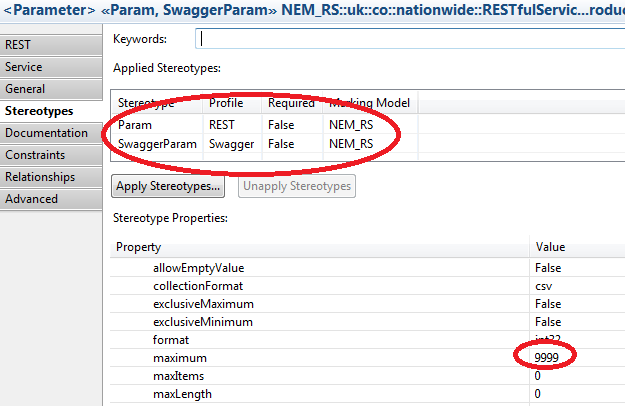 <Parameter> «Param, SwaggerParam» NEM_RS::uk::co::nationwide::RESTfulServic...roduc
Keywords:
REST
Applied Stereotypes:
Service
General
Stereotype Profile Required Marking Model
Stereotypes
Param REST False NEM_RS
Documentation
SwaggerParam Swagger False NEM_RS
Constraints
Relationships
Apply Stereotypes... Unapply Stereotypes
Advanced
Stereotype Properties:
Property Value
allowEmptyValue False
collectionFormat csv
exclusiveMaximum False
exclusiveMinimum False
format int32
maximum 9999
maxItems 0
maxLength 0